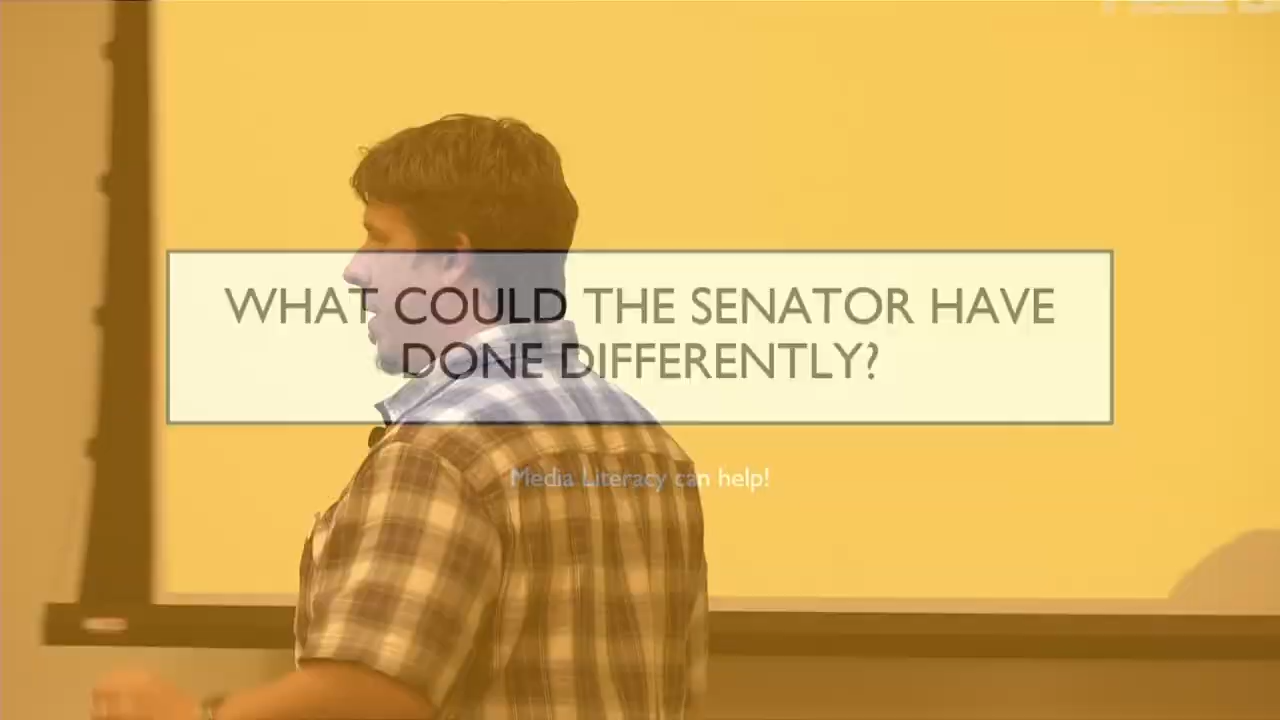 WHAT COULD THE SENATOR HAVE
DONE DIFFERENTLY?
Media Literacy can help!